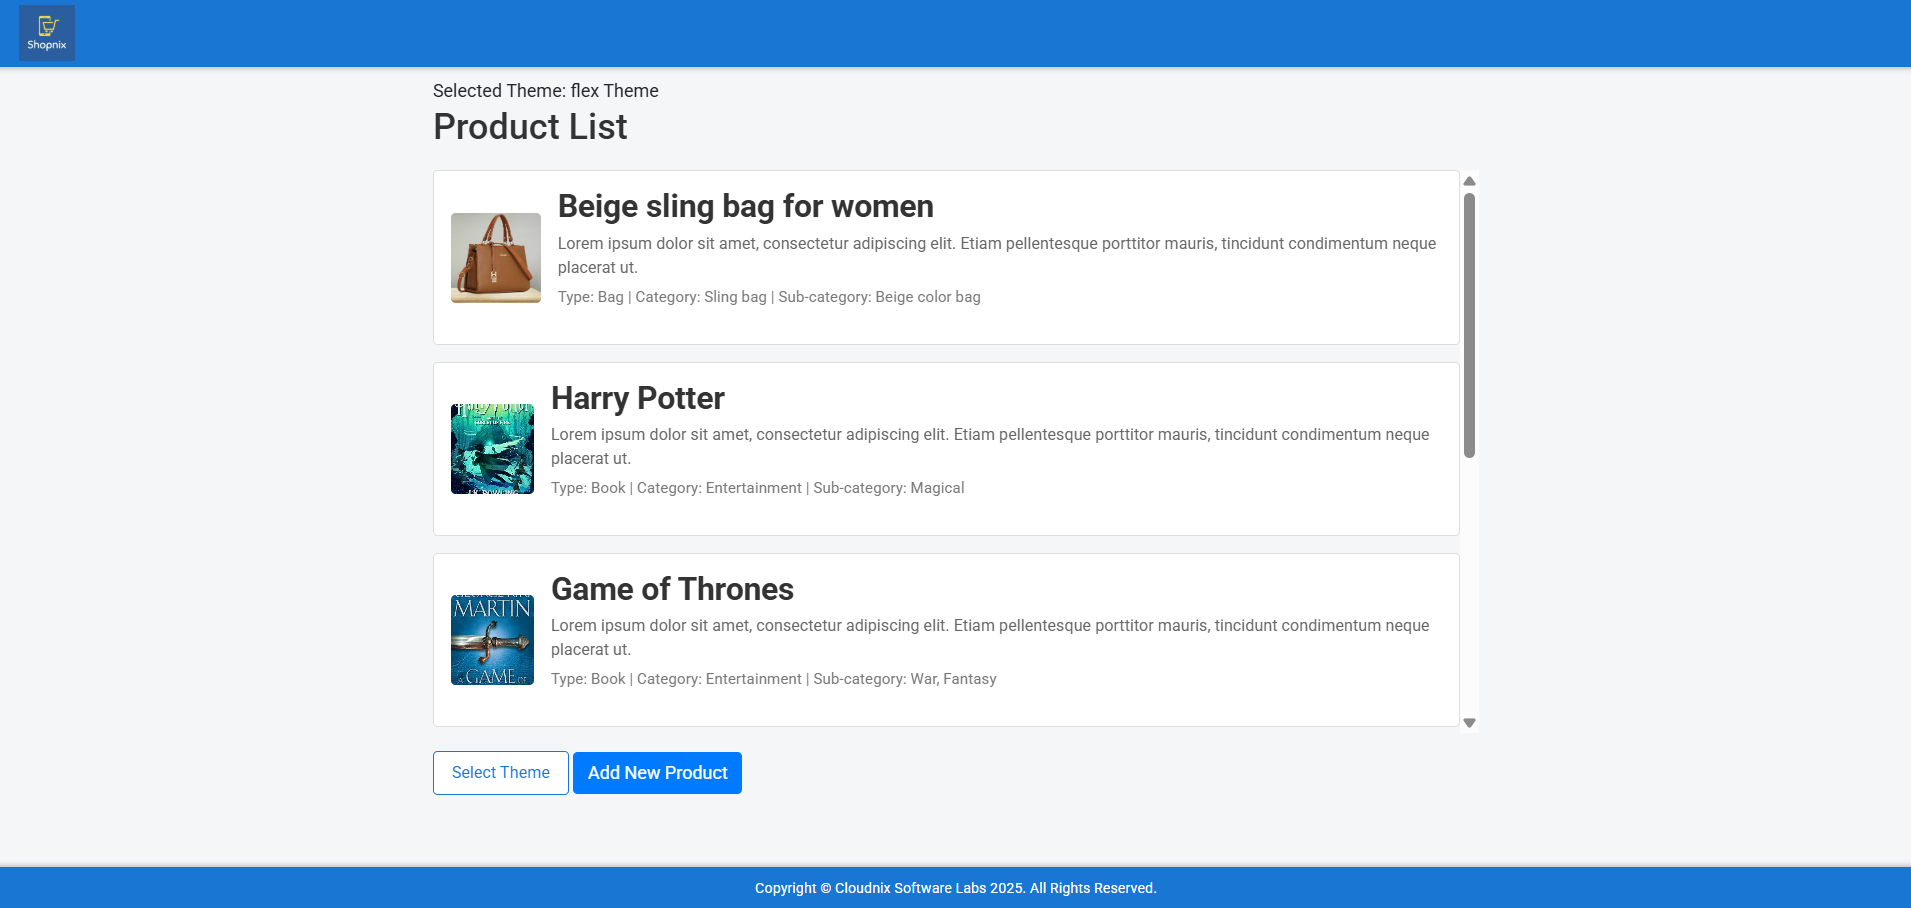 Shopnix
Selected Theme: flex Theme
Product List
Beige sling bag for women
Lorem ipsum dolor sit amet, consectetur adipiscing elit. Etiam pellentesque porttitor mauris, tincidunt condimentum neque
placerat ut.
Type: Bag | Category: Sling bag | Sub-category: Beige color bag
Harry Potter
Lorem ipsum dolor sit amet, consectetur adipiscing elit. Etiam pellentesque porttitor mauris, tincidunt condimentum neque
placerat ut.
Type: Book | Category: Entertainment | Sub-category: Magical
Game of Thrones
MARTIN
A GAME OF
Lorem ipsum dolor sit amet, consectetur adipiscing elit. Etiam pellentesque porttitor mauris, tincidunt condimentum neque
placerat ut.
Type: Book | Category: Entertainment | Sub-category: War, Fantasy
Select Theme
Add New Product
Copyright © Cloudnix Software Labs 2025. All Rights Reserved.